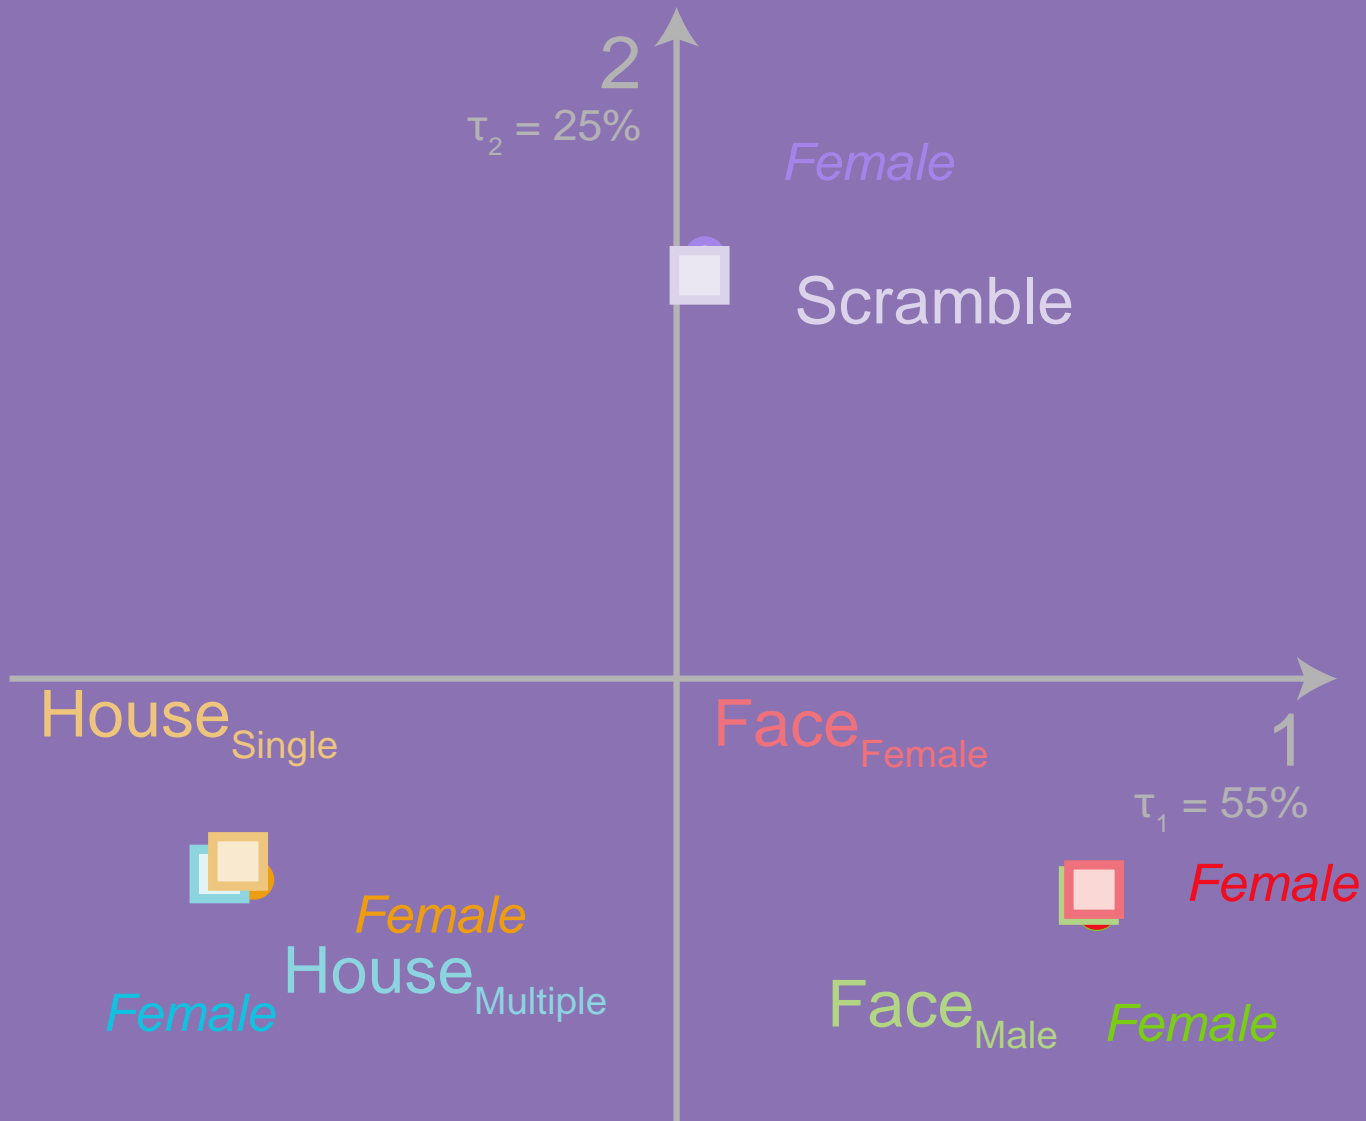 2
τ2 = 25%
Female
Scramble
HouseSingle
FaceFemale
1
τ1 = 55%
Female
Female
HouseMultiple
FaceMale
Female
Female